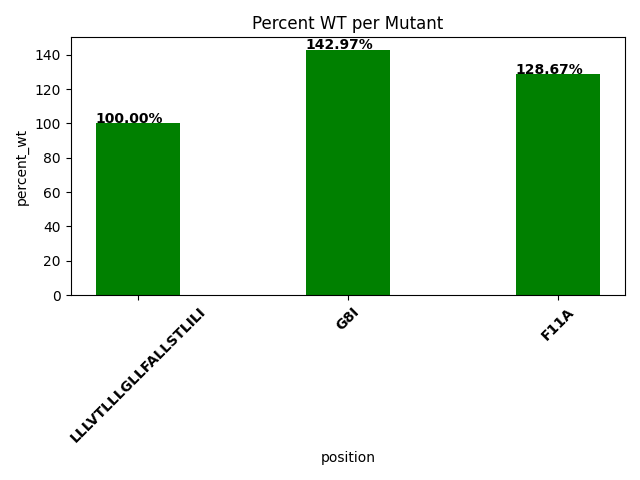 Percent WT per Mutant
percent_wt
140
120
100
80
60
40
20
0
100.00%
142.97%
128.67%
LLLVTLLLGLLFALLSTLILI
G8I
F11A
position